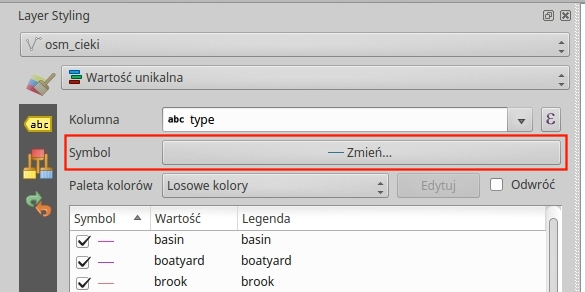 Layer Styling
osm_cieki
Wartość unikalna
Kolumna abc type ε
abc
Symbol Zmień...
Paleta kolorów Losowe kolory Edytuj Odwróć
Symbol Wartość Legenda
basin basin
boatyard boatyard
brook brook